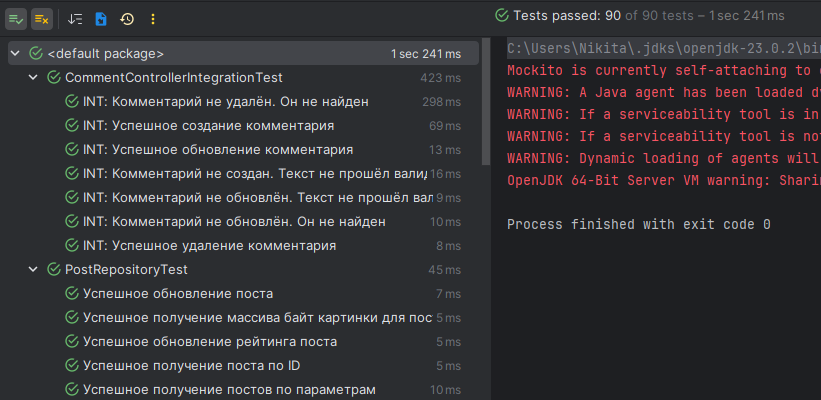 Tests passed: 90 of 90 tests – 1 sec 241 ms
<default package> 1 sec 241 ms
CommentControllerIntegrationTest 423 ms
INT: Комментарий не удалён. Он не найден 298 ms
INT: Успешное создание комментария 69 ms
INT: Успешное обновление комментария 13 ms
INT: Комментарий не создан. Текст не прошёл валид 16 ms
INT: Комментарий не обновлён. Текст не прошёл вал 9 ms
INT: Комментарий не обновлён. Он не найден 10 ms
INT: Успешное удаление комментария 8 ms
PostRepositoryTest 45 ms
Успешное обновление поста 7 ms
Успешное получение массива байт картинки для пос 5 ms
Успешное обновление рейтинга поста 5 ms
Успешное получение поста по ID 5 ms
Успешное получение постов по параметрам 10 ms
C:\Users\Nikita\.jdks\openjdk-23.0.2\bin
Mockito is currently self-attaching to
WARNING: A Java agent has been loaded dy
WARNING: If a serviceability tool is in
WARNING: If a serviceability tool is not
WARNING: Dynamic loading of agents will
OpenJDK 64-Bit Server VM warning: Sharin
Process finished with exit code 0